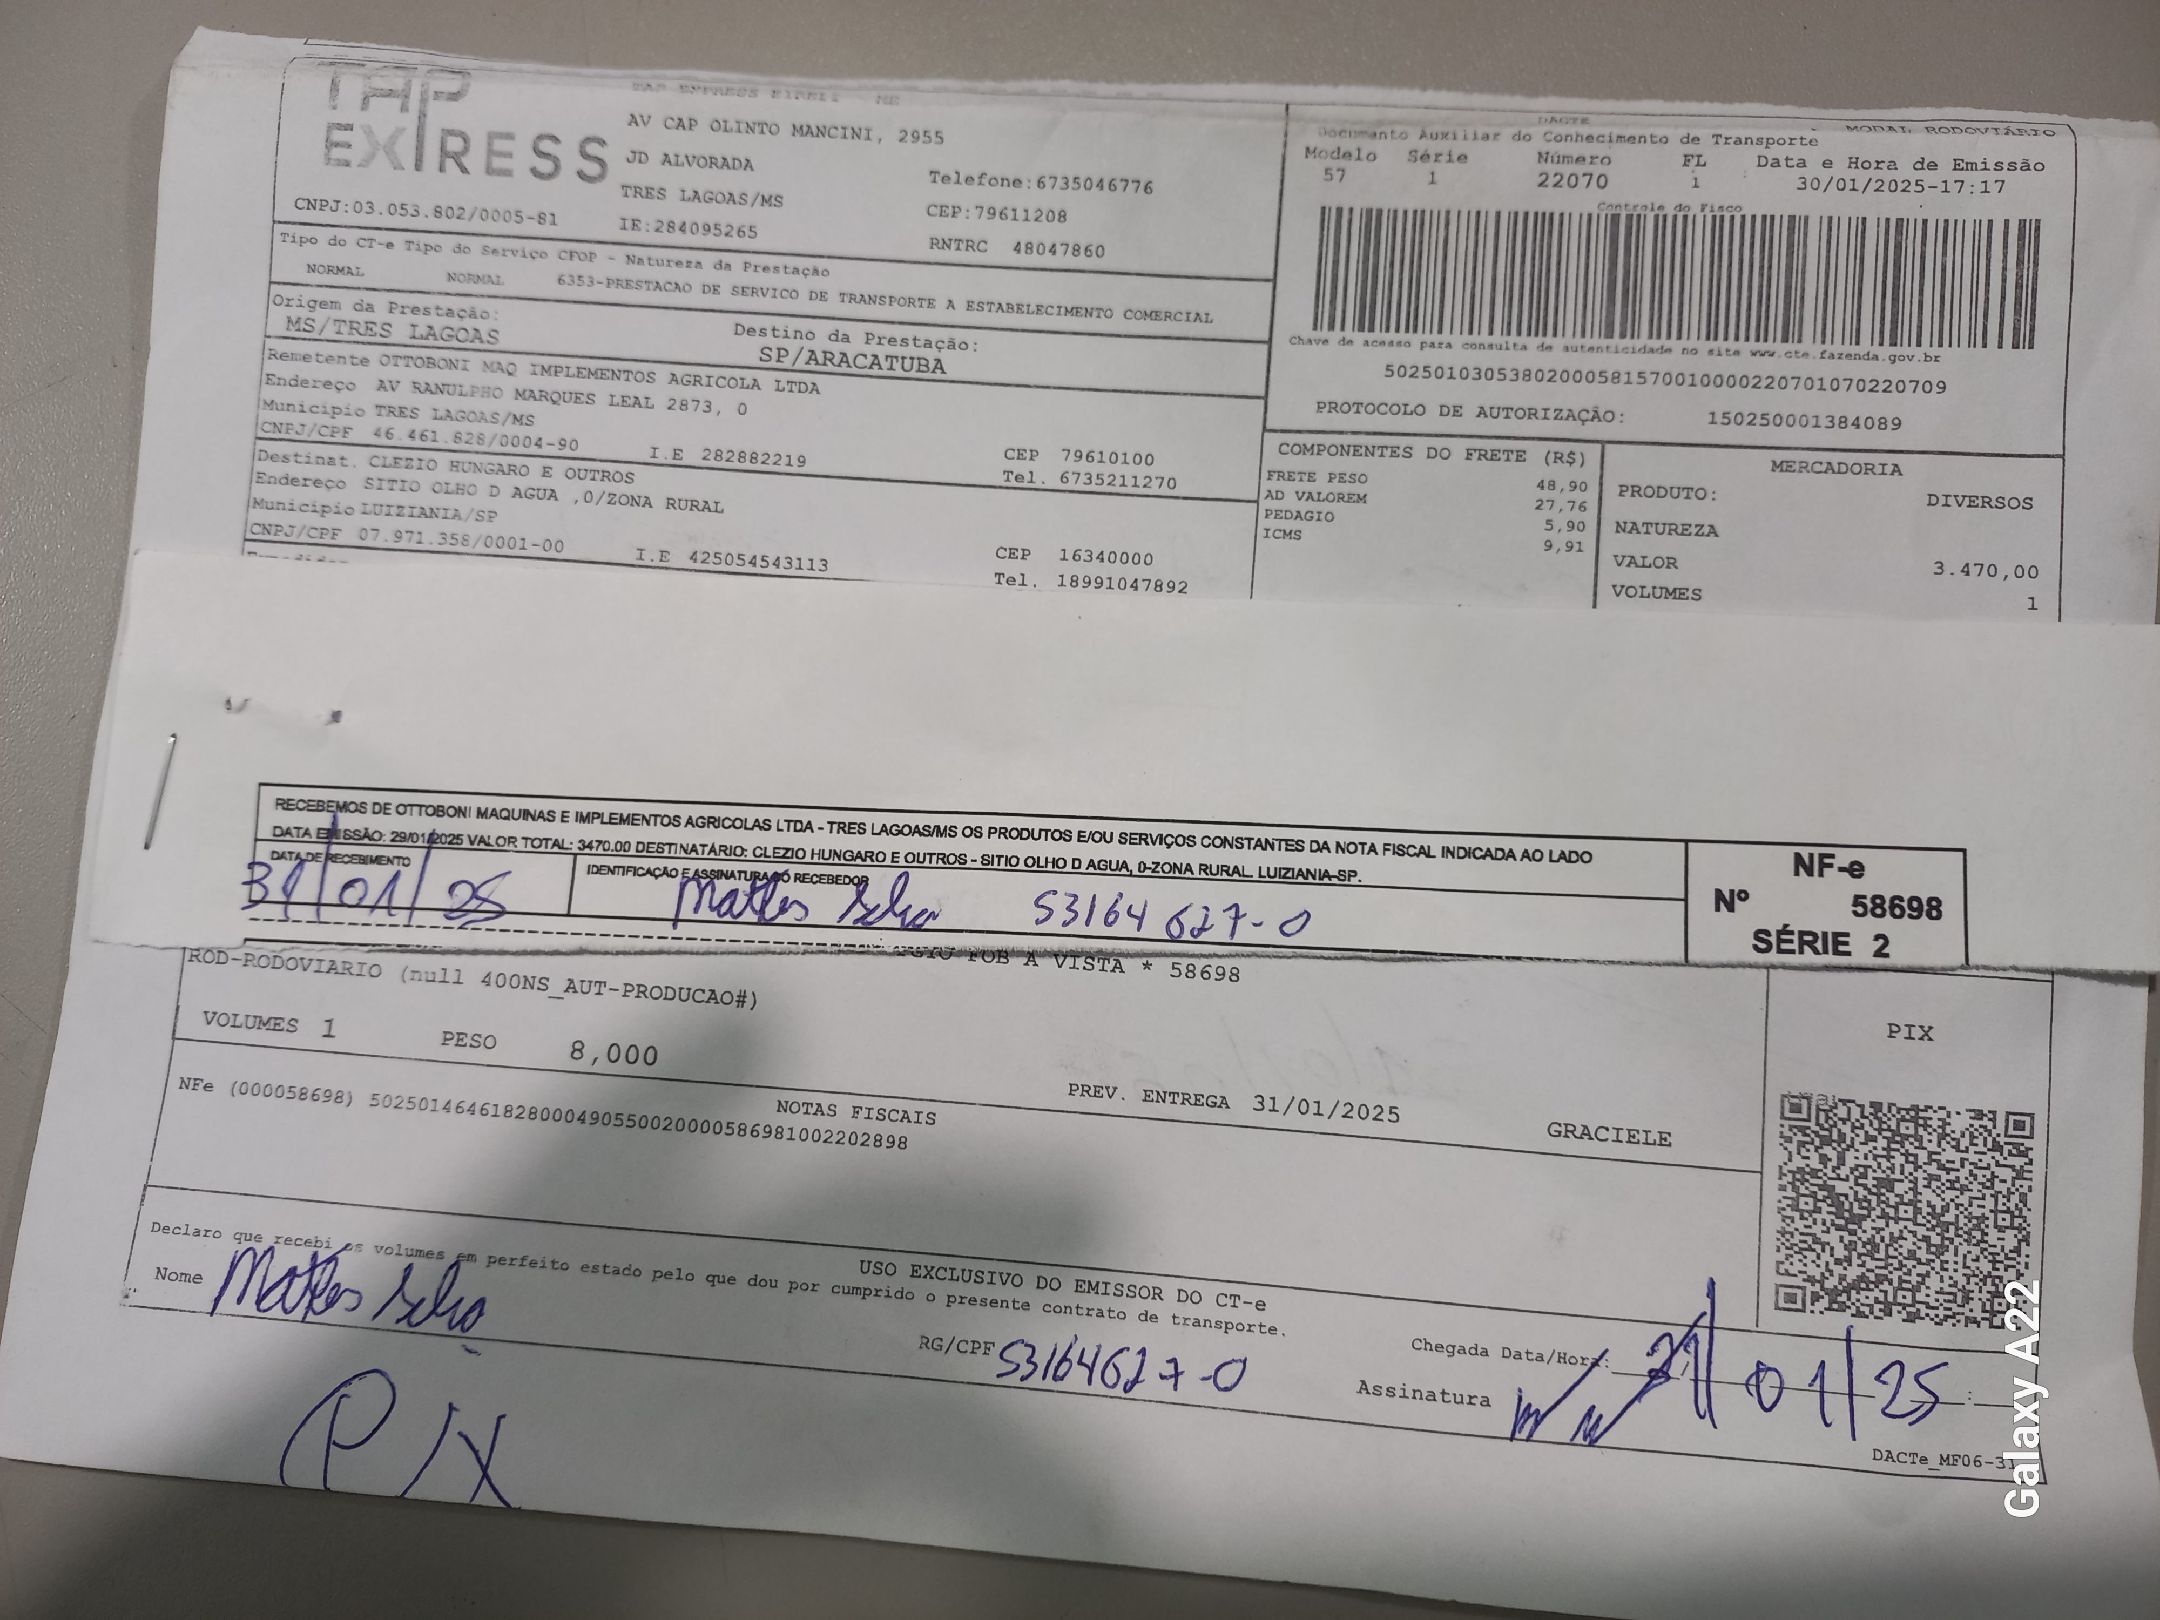 TAP EXPRESS
TAP EXPRESS EIRELI ME
AV CAP OLINTO MANCINI, 2955
JD ALVORADA
TRES LAGOAS/MS
Telefone:6735046776
CEP:79611208
CNPJ:03.053.802/0005-81
IE:284095265
RNTRC 48047860
Tipo do CT-e Tipo do Serviço CFOP - Natureza da Prestação
NORMAL NORMAL 6353-PRESTACAO DE SERVICO DE TRANSPORTE A ESTABELECIMENTO COMERCIAL
Origem da Prestação: Destino da Prestação:
MS/TRES LAGOAS SP/ARACATUBA
Remetente OTTOBONI MAQ IMPLEMENTOS AGRICOLA LTDA
Endereço AV RANULPHO MARQUES LEAL 2873, 0
Municipio TRES LAGOAS/MS
CNPJ/CPF 46.461.828/0004-90 I.E 282882219 CEP 79610100
Tel. 6735211270
Destinat. CLEZIO HUNGARO E OUTROS
Endereço SITIO OLHO D AGUA ,0/ZONA RURAL
Municipio LUIZIANIA/SP
CNPJ/CPF 07.971.358/0001-00 I.E 425054543113 CEP 16340000
Tel. 18991047892
DACTE MODAL RODOVIÁRIO
Documento Auxiliar do Conhecimento de Transporte
Modelo Série Número FL Data e Hora de Emissão
57 1 22070 1 30/01/2025-17:17
Controle do Fisco
Chave de acesso para consulta de autenticidade no site www.cte.fazenda.gov.br
50250103053802000581570010000220701070220709
PROTOCOLO DE AUTORIZAÇÃO: 150250001384089
COMPONENTES DO FRETE (R$)
FRETE PESO 48,90
AD VALOREM 27,76
PEDAGIO 5,90
ICMS 9,91
MERCADORIA
PRODUTO: DIVERSOS
NATUREZA
VALOR 3.470,00
VOLUMES 1
RECEBEMOS DE OTTOBONI MAQUINAS E IMPLEMENTOS AGRICOLAS LTDA - TRES LAGOAS/MS OS PRODUTOS E/OU SERVIÇOS CONSTANTES DA NOTA FISCAL INDICADA AO LADO
DATA EMISSÃO: 29/01/2025 VALOR TOTAL: 3470.00 DESTINATÁRIO: CLEZIO HUNGARO E OUTROS - SITIO OLHO D AGUA, 0-ZONA RURAL LUIZIANIA-SP.
DATA DE RECEBIMENTO IDENTIFICAÇÃO E ASSINATURA DO RECEBEDOR
31/01/25 53164627-0
NF-e
Nº 58698
SÉRIE 2
FOB A VISTA * 58698
ROD-RODOVIARIO (null 400NS_AUT-PRODUCAO#)
VOLUMES 1 PESO 8,000
PREV. ENTREGA 31/01/2025
GRACIELE
PIX
NOTAS FISCAIS
NFe (000058698) 50250146461828000490550020000586981002202898
USO EXCLUSIVO DO EMISSOR DO CT-e
Declaro que recebi os volumes em perfeito estado pelo que dou por cumprido o presente contrato de transporte.
Nome
RG/CPF 53164627-0
Chegada Data/Hora: 31/01/25 :
Assinatura
PIX
DACTe_MF06-31
Galaxy A22